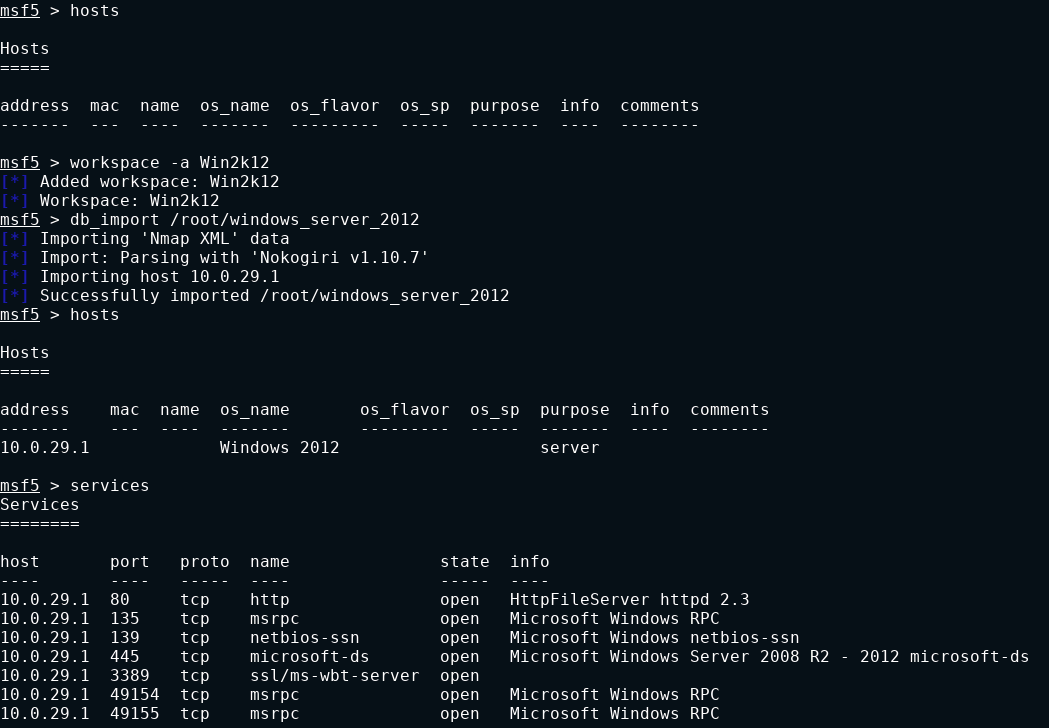 msf5 > hosts

Hosts
=====

address  mac  name  os_name  os_flavor  os_sp  purpose  info  comments
-------  ---  ----  -------  ---------  -----  -------  ----  --------

msf5 > workspace -a Win2k12
[*] Added workspace: Win2k12
[*] Workspace: Win2k12
msf5 > db_import /root/windows_server_2012
[*] Importing 'Nmap XML' data
[*] Import: Parsing with 'Nokogiri v1.10.7'
[*] Importing host 10.0.29.1
[*] Successfully imported /root/windows_server_2012
msf5 > hosts

Hosts
=====

address    mac  name  os_name       os_flavor  os_sp  purpose  info  comments
-------    ---  ----  -------       ---------  -----  -------  ----  --------
10.0.29.1             Windows 2012                    server

msf5 > services
Services
========

host       port   proto  name               state  info
----       ----   -----  ----               -----  ----
10.0.29.1  80     tcp    http               open   HttpFileServer httpd 2.3
10.0.29.1  135    tcp    msrpc              open   Microsoft Windows RPC
10.0.29.1  139    tcp    netbios-ssn        open   Microsoft Windows netbios-ssn
10.0.29.1  445    tcp    microsoft-ds       open   Microsoft Windows Server 2008 R2 - 2012 microsoft-ds
10.0.29.1  3389   tcp    ssl/ms-wbt-server  open
10.0.29.1  49154  tcp    msrpc              open   Microsoft Windows RPC
10.0.29.1  49155  tcp    msrpc              open   Microsoft Windows RPC